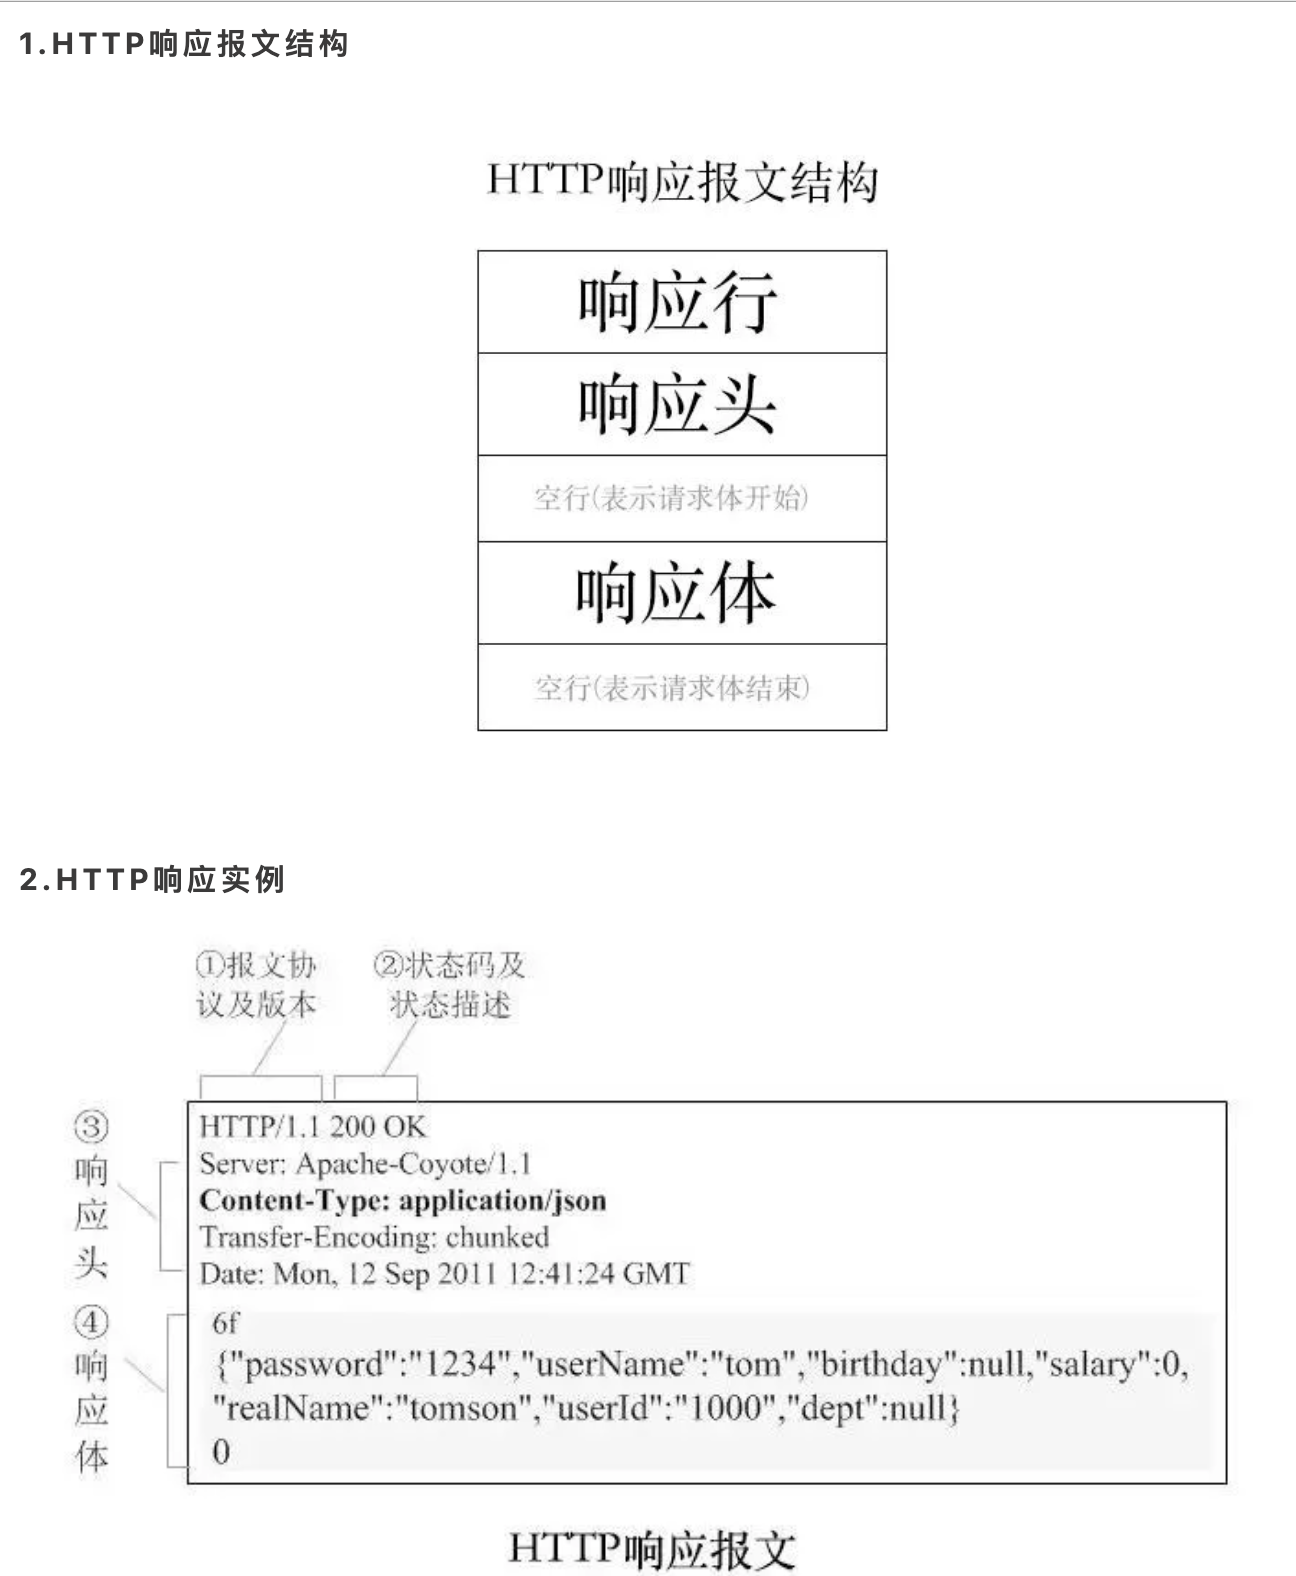 1.HTTP响应报文结构
HTTP响应报文结构
响应行
响应头
空行(表示请求体开始)
响应体
空行(表示请求体结束)
2.HTTP响应实例
①报文协
议及版本
②状态码及
状态描述
HTTP/1.1 200 OK
③
响
应
头
Server: Apache-Coyote/1.1
Content-Type: application/json
Transfer-Encoding: chunked
Date: Mon, 12 Sep 2011 12:41:24 GMT
④
响
应
体
6f
{"password":"1234","userName":"tom","birthday":null,"salary":0,
"realName":"tomson","userId":"1000","dept":null}
0
HTTP响应报文